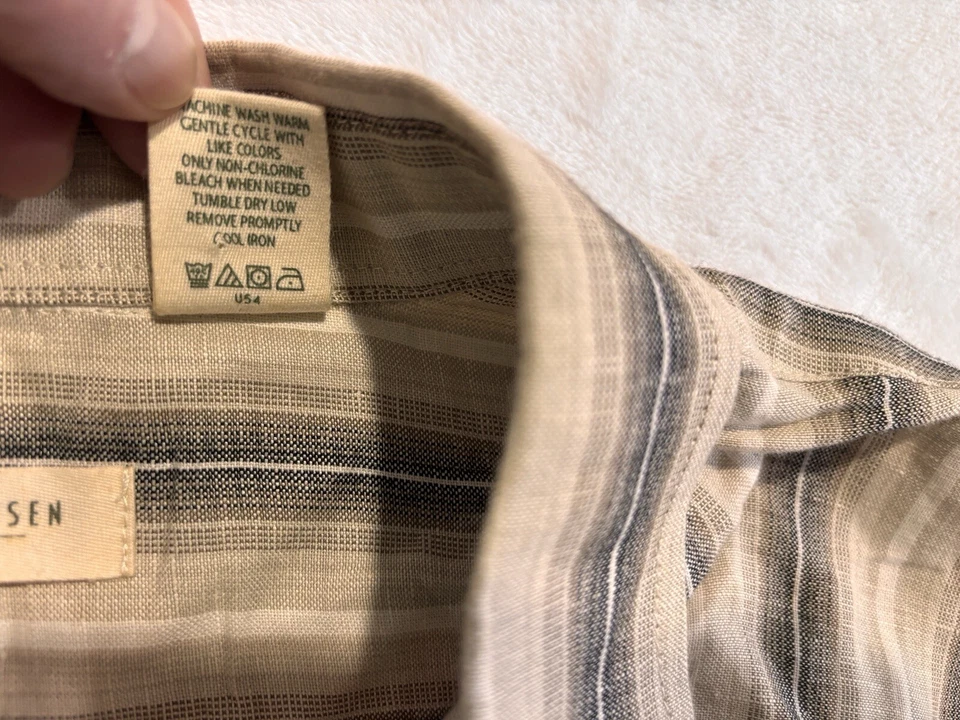 MACHINE WASH WARM
GENTLE CYCLE WITH
LIKE COLORS
ONLY NON-CHLORINE
BLEACH WHEN NEEDED
TUMBLE DRY LOW
REMOVE PROMPTLY
COOL IRON
US4
SEN